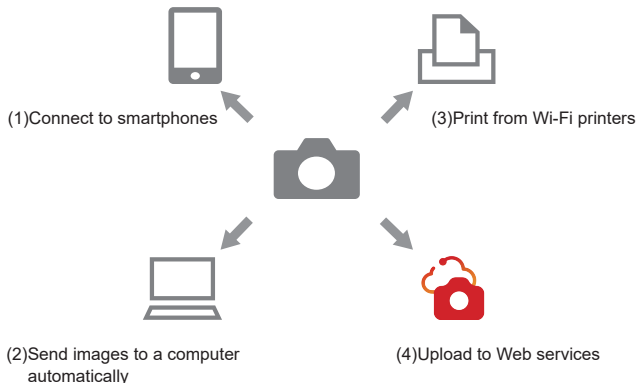 (1)Connect to smartphones
(3)Print from Wi-Fi printers
(2)Send images to a computer
automatically
(4)Upload to Web services